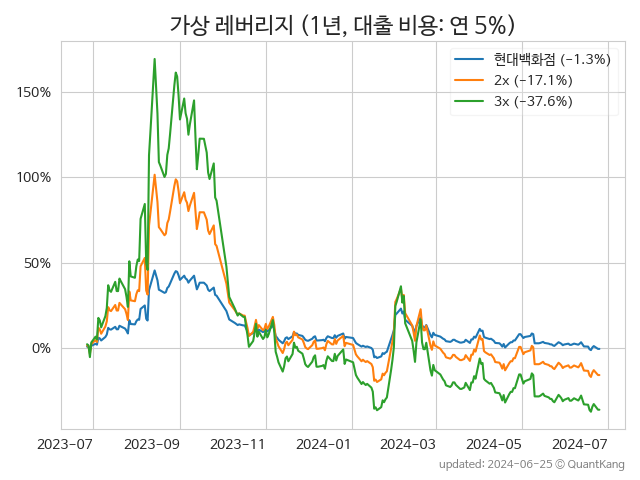 가상 레버리지 (1년, 대출 비용: 연 5%)
현대백화점 (−1.3%)
2x (−17.1%)
3x (−37.6%)
150%
100%
50%
0%
2023-07 2023-09 2023-11 2024-01 2024-03 2024-05 2024-07
updated: 2024-06-25 © QuantKang